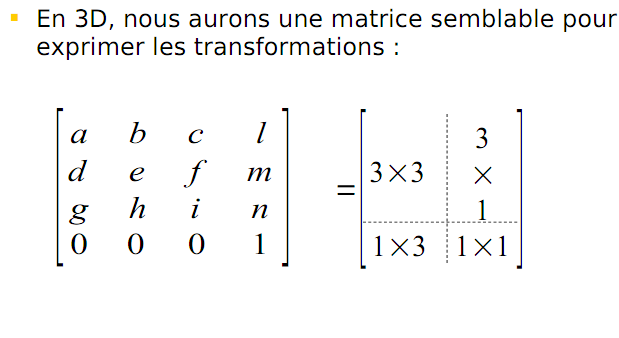 En 3D, nous aurons une matrice semblable pour
exprimer les transformations :
a b c l
d e f m
g h i n
0 0 0 1
=
3×3
3
×
1
1×3 1×1